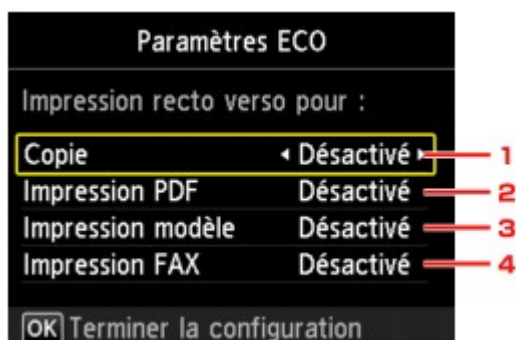 Paramètres ECO
Impression recto verso pour :
Copie ◂ Désactivé ▸ 1
Impression PDF Désactivé 2
Impression modèle Désactivé 3
Impression FAX Désactivé 4
OK Terminer la configuration